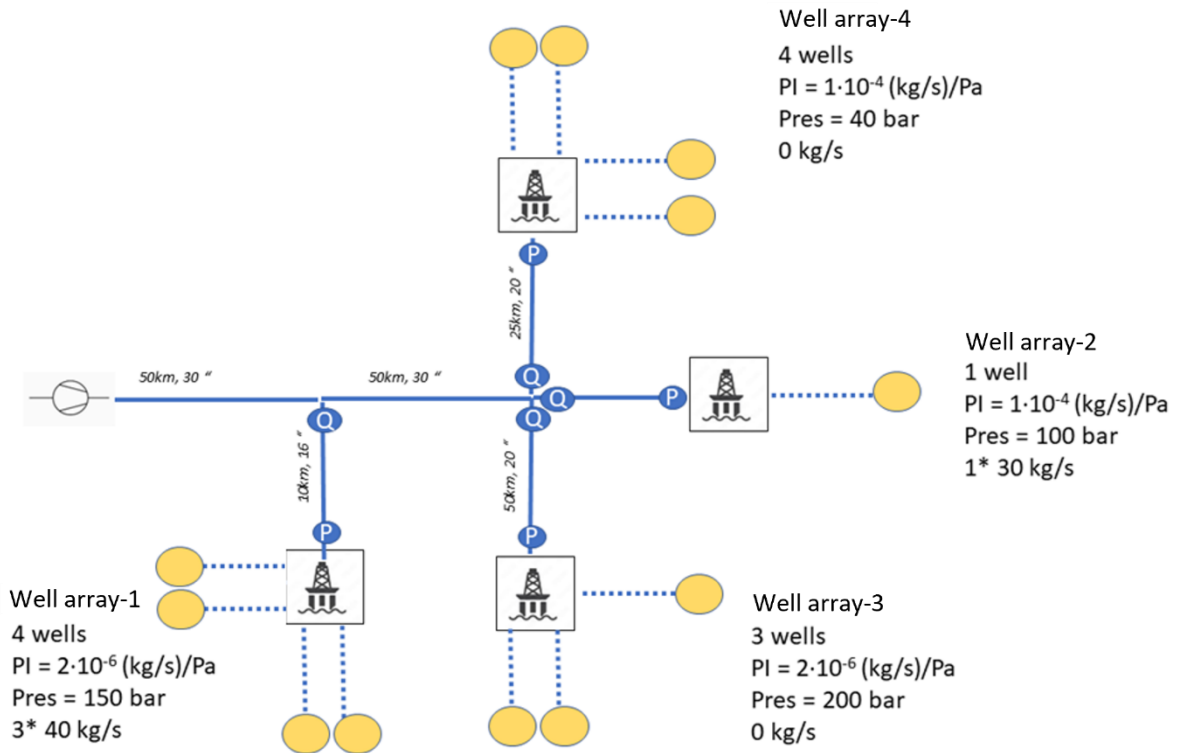 Well array-4
4 wells
PI = 1·10⁻⁴ (kg/s)/Pa
Pres = 40 bar
0 kg/s
P
25km, 20 "
Q
Q
Q
P
50km, 30 "
50km, 30 "
Well array-2
1 well
PI = 1·10⁻⁴ (kg/s)/Pa
Pres = 100 bar
1* 30 kg/s
Q
10km, 16 "
P
50km, 20 "
P
Well array-1
4 wells
PI = 2·10⁻⁶ (kg/s)/Pa
Pres = 150 bar
3* 40 kg/s
Well array-3
3 wells
PI = 2·10⁻⁶ (kg/s)/Pa
Pres = 200 bar
0 kg/s